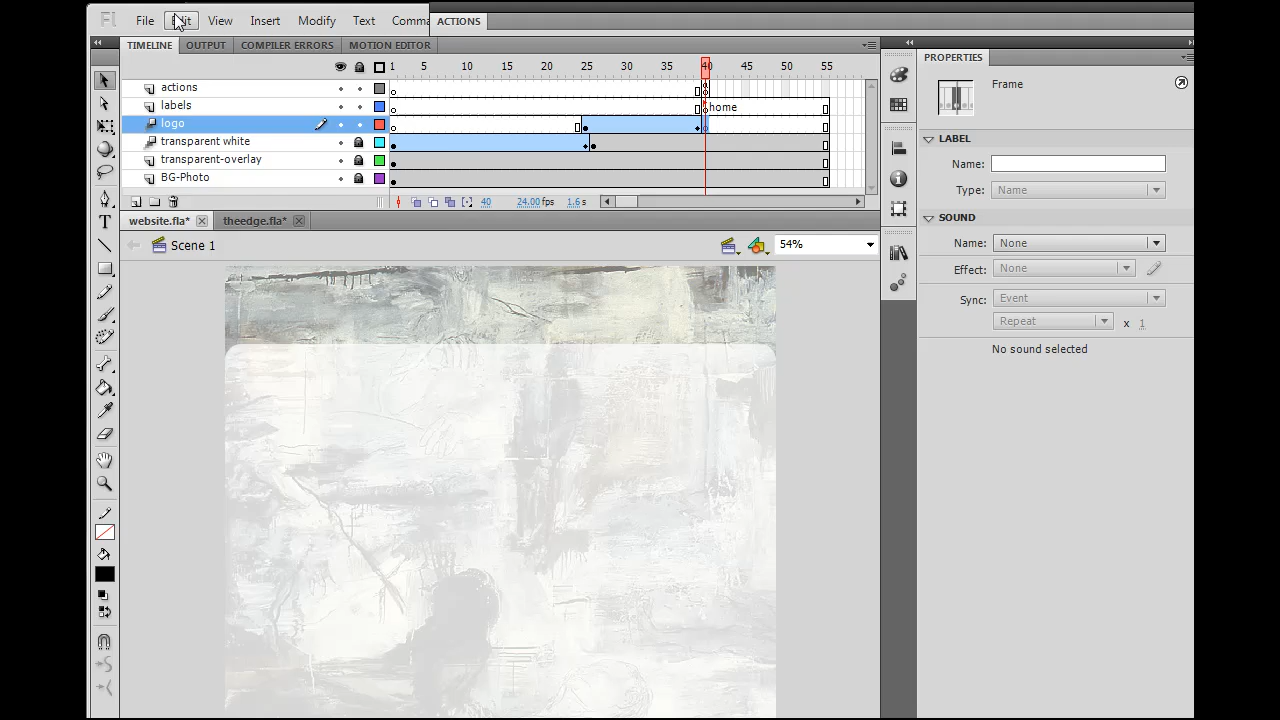 Fl File Edit View Insert Modify Text Comma
ACTIONS
TIMELINE OUTPUT COMPILER ERRORS MOTION EDITOR
1 5 10 15 20 25 30 35 40 45 50 55
actions
labels
home
logo
transparent white
transparent-overlay
BG-Photo
40 24.00fps 1.6s
website.fla* theedge.fla*
Scene 1
54%
PROPERTIES
Frame
LABEL
Name:
Type: Name
SOUND
Name: None
Effect: None
Sync: Event
Repeat x 1
No sound selected